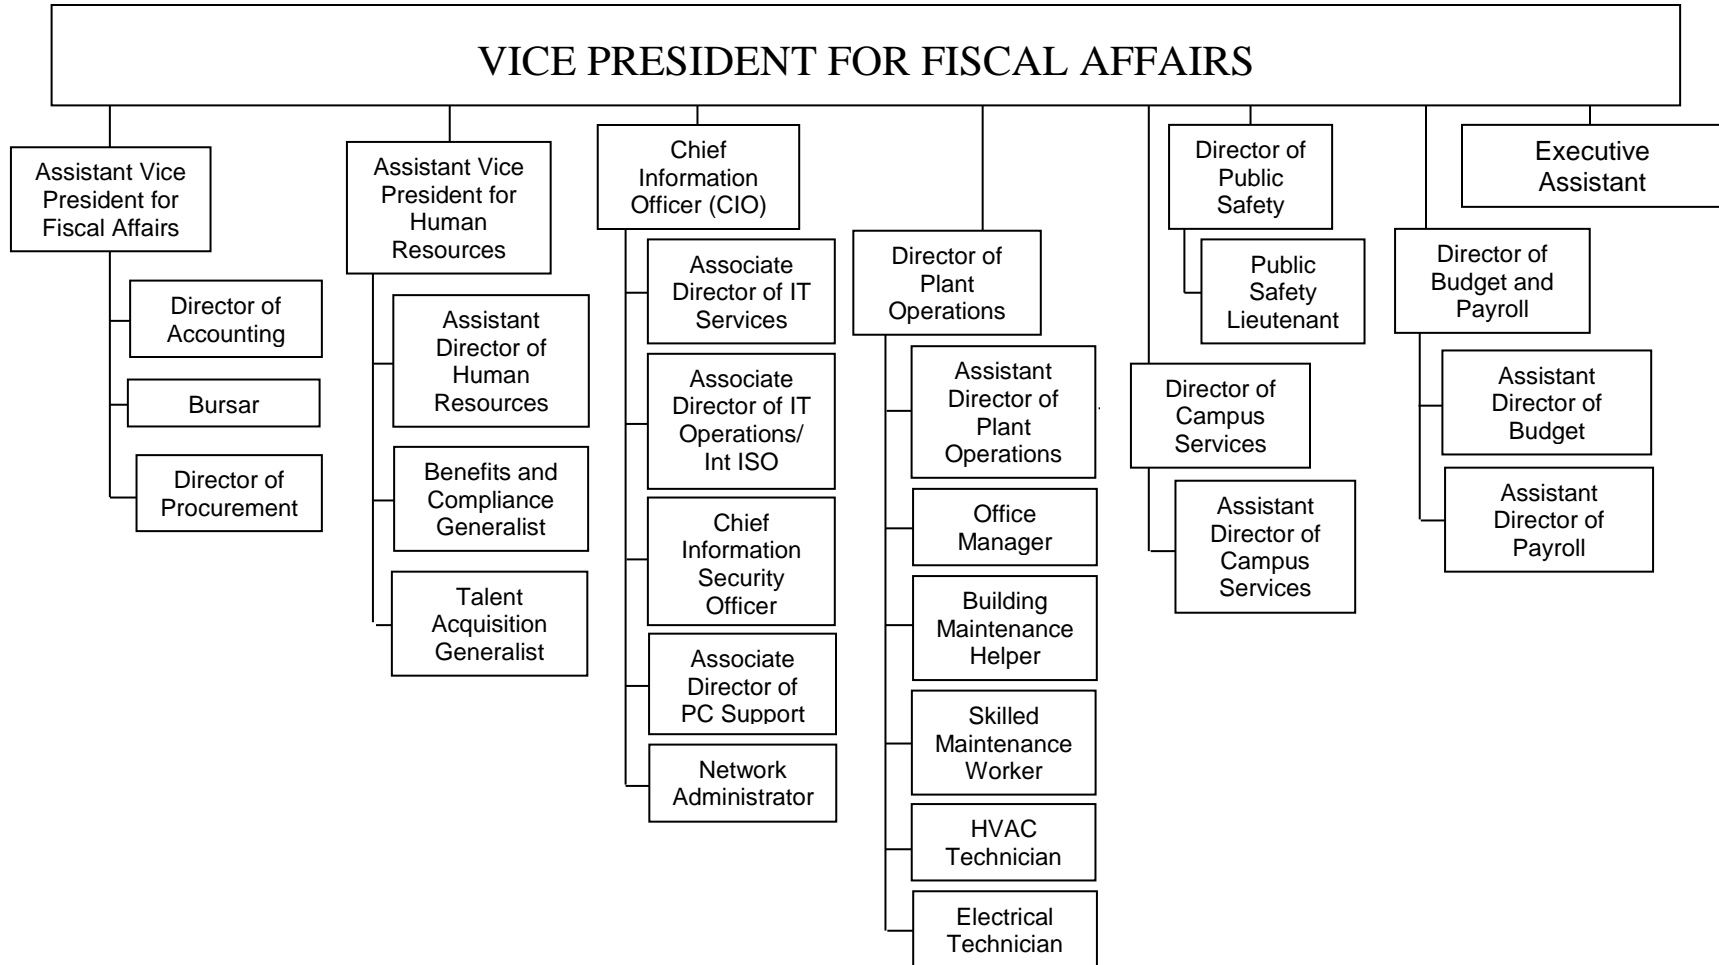 VICE PRESIDENT FOR FISCAL AFFAIRS
Assistant Vice
President for
Fiscal Affairs
Director of
Accounting
Bursar
Director of
Procurement
Assistant Vice
President for
Human
Resources
Assistant
Director of
Human
Resources
Benefits and
Compliance
Generalist
Talent
Acquisition
Generalist
Chief
Information
Officer (CIO)
Associate
Director of IT
Services
Associate
Director of IT
Operations/
Int ISO
Chief
Information
Security
Officer
Associate
Director of
PC Support
Network
Administrator
Director of
Plant
Operations
Assistant
Director of
Plant
Operations
Office
Manager
Building
Maintenance
Helper
Skilled
Maintenance
Worker
HVAC
Technician
Electrical
Technician
Director of
Public
Safety
Public
Safety
Lieutenant
Director of
Campus
Services
Assistant
Director of
Campus
Services
Executive
Assistant
Director of
Budget and
Payroll
Assistant
Director of
Budget
Assistant
Director of
Payroll